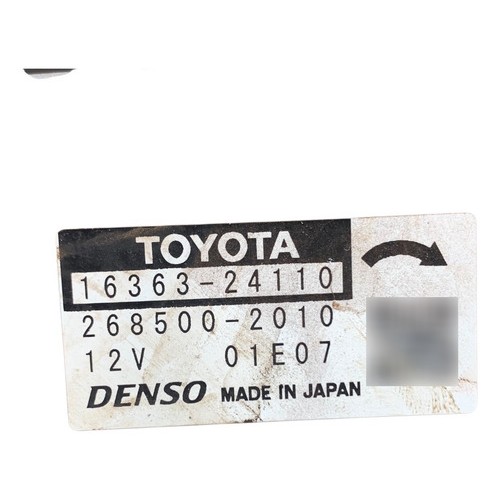 TOYOTA
16363-24110
268500-2010
12V 01E07
DENSO MADE IN JAPAN